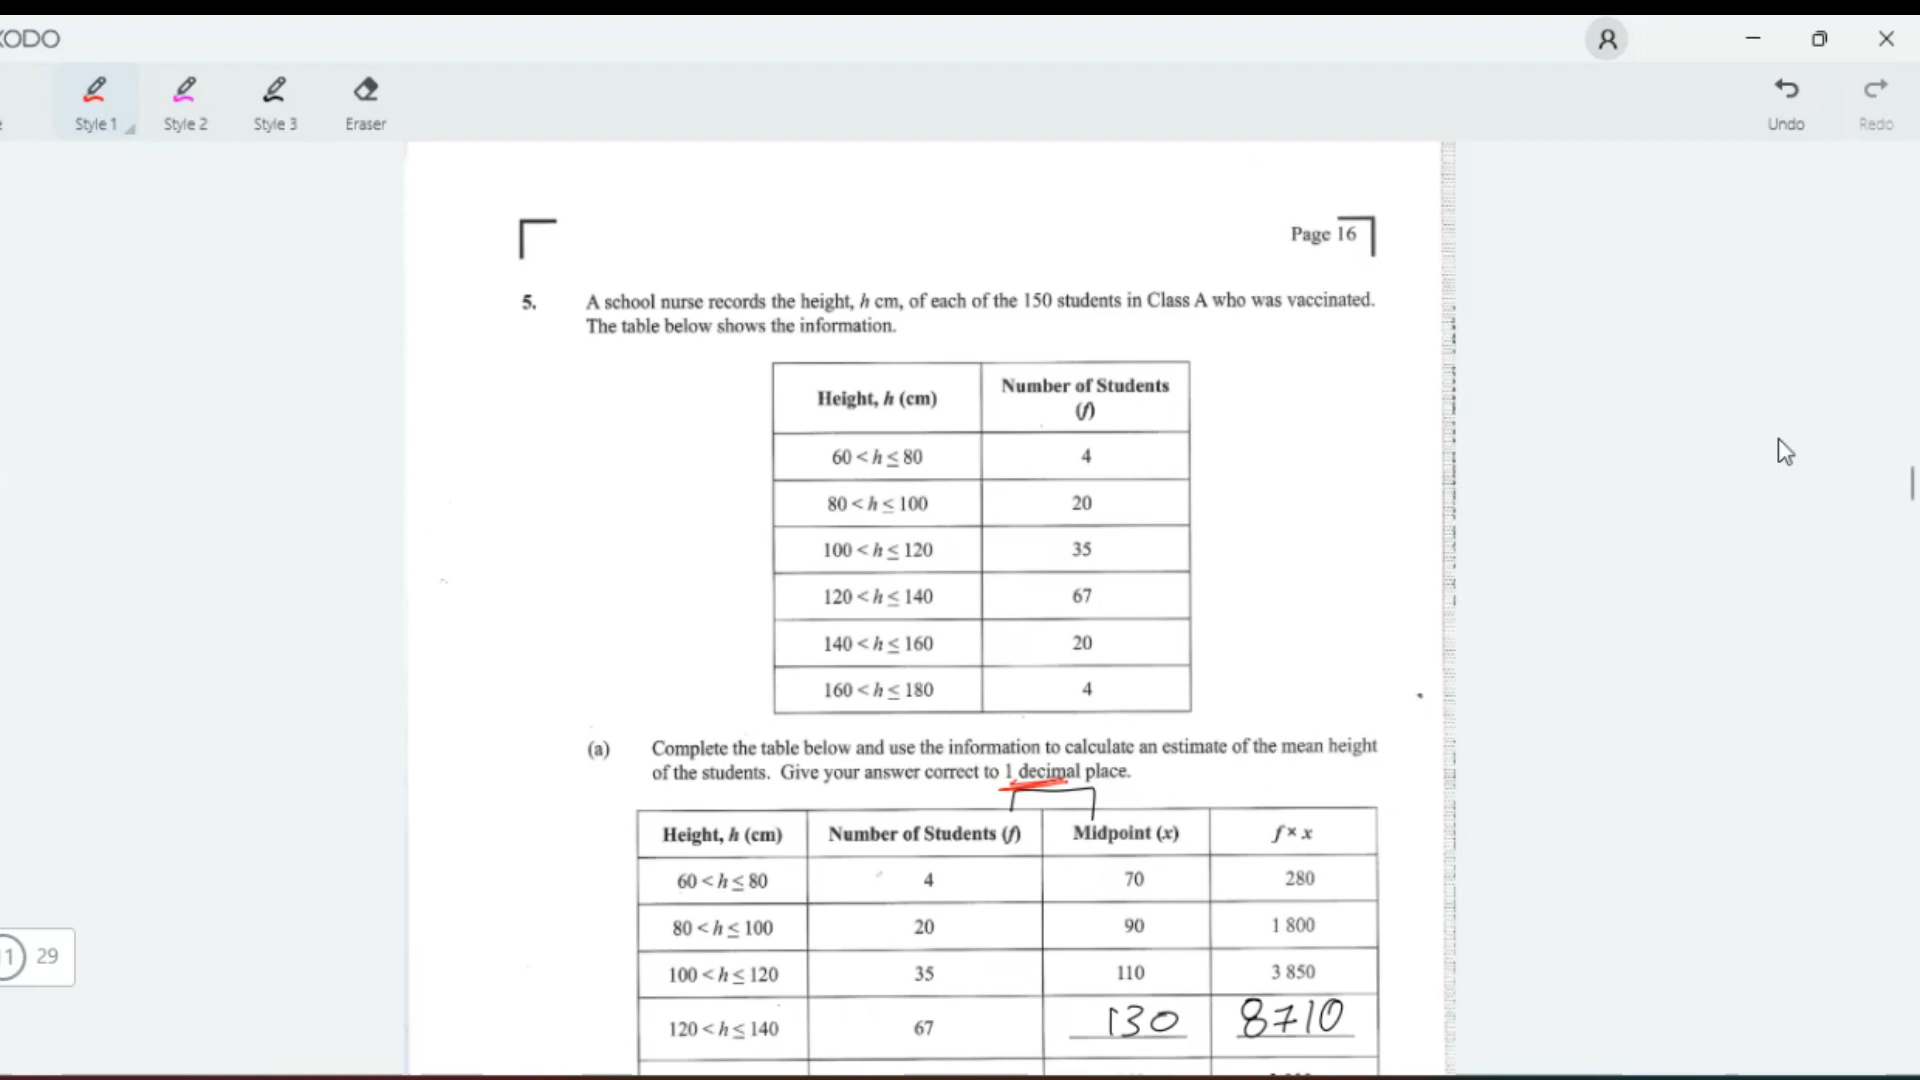 XODO
Style 1
Style 2
Style 3
Eraser
Undo
Redo
Page 16
5. A school nurse records the height, h cm, of each of the 150 students in Class A who was vaccinated.
The table below shows the information.
Height, h (cm) Number of Students (f)
60 < h ≤ 80 4
80 < h ≤ 100 20
100 < h ≤ 120 35
120 < h ≤ 140 67
140 < h ≤ 160 20
160 < h ≤ 180 4
(a) Complete the table below and use the information to calculate an estimate of the mean height
of the students. Give your answer correct to 1 decimal place.
Height, h (cm) Number of Students (f) Midpoint (x) f × x
60 < h ≤ 80 4 70 280
80 < h ≤ 100 20 90 1 800
100 < h ≤ 120 35 110 3 850
120 < h ≤ 140 67 130 8710
29